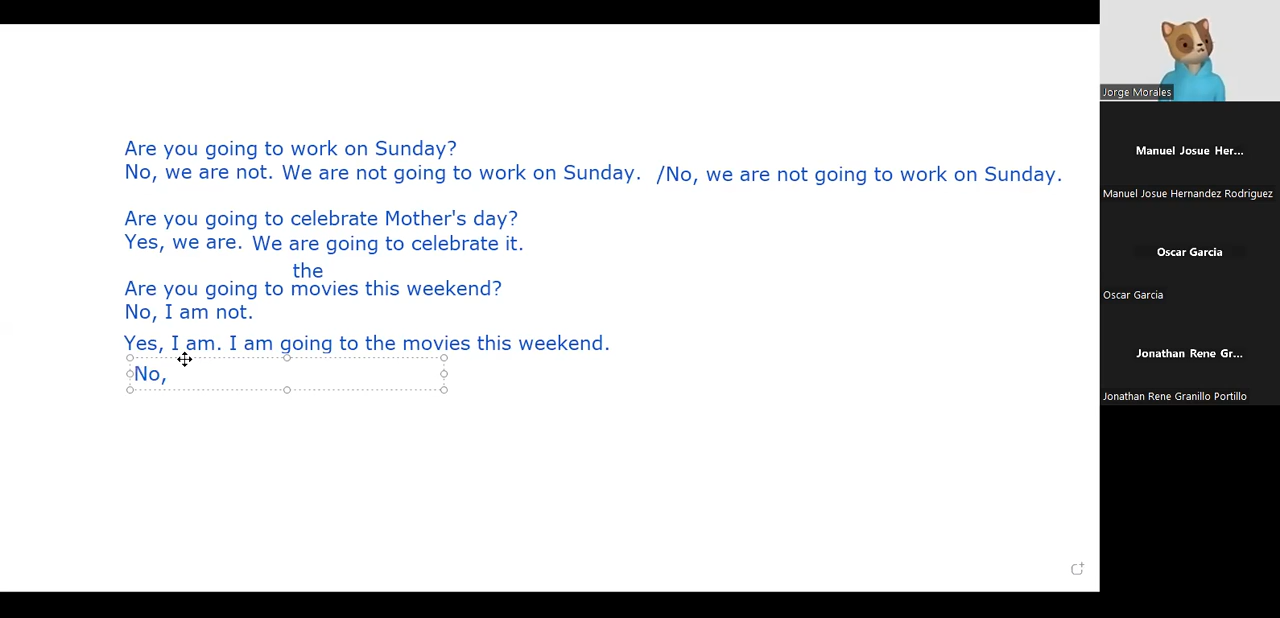 Are you going to work on Sunday?
No, we are not. We are not going to work on Sunday. /No, we are not going to work on Sunday.
Are you going to celebrate Mother's day?
Yes, we are. We are going to celebrate it.
the
Are you going to movies this weekend?
No, I am not.
Yes, I am. I am going to the movies this weekend.
No,
Jorge Morales
Manuel Josue Her...
Manuel Josue Hernandez Rodriguez
Oscar Garcia
Oscar Garcia
Jonathan Rene Gr...
Jonathan Rene Granillo Portillo